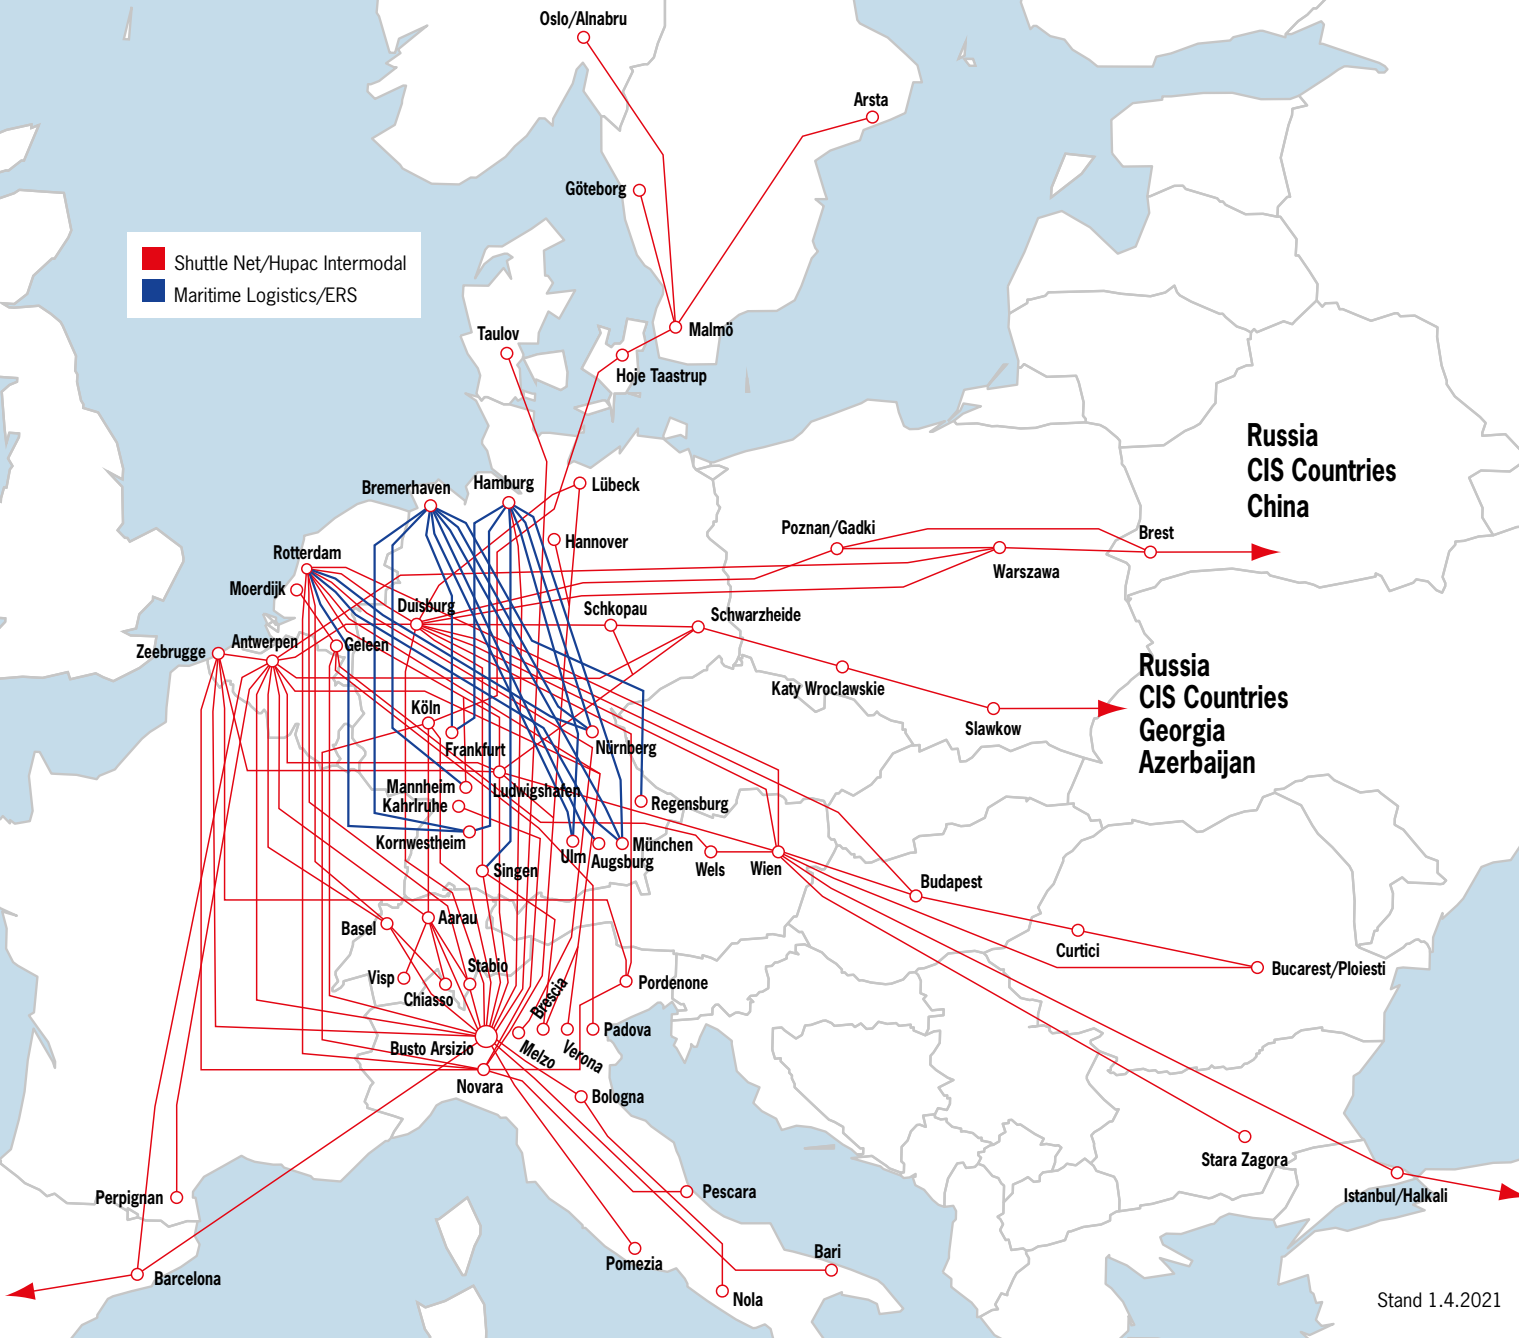 Oslo/Alnabru
Arsta
Göteborg
Shuttle Net/Hupac Intermodal
Maritime Logistics/ERS
Malmö
Taulov
Hoje Taastrup
Russia
CIS Countries
China
Bremerhaven
Hamburg
Lübeck
Poznan/Gadki
Brest
Hannover
Rotterdam
Warszawa
Moerdijk
Duisburg
Schkopau
Schwarzheide
Antwerpen
Geleen
Zeebrugge
Russia
CIS Countries
Georgia
Azerbaijan
Katy Wroclawskie
Köln
Slawkow
Frankfurt
Nürnberg
Mannheim
Ludwigshafen
Kahrlruhe
Regensburg
Kornwestheim
Ulm
Augsburg
München
Singen
Wels
Wien
Budapest
Basel
Aarau
Curtici
Stabio
Bucarest/Ploiesti
Visp
Chiasso
Brescia
Pordenone
Padova
Busto Arsizio
Melzo
Verona
Novara
Bologna
Stara Zagora
Perpignan
Pescara
Istanbul/Halkali
Bari
Pomezia
Barcelona
Nola
Stand 1.4.2021